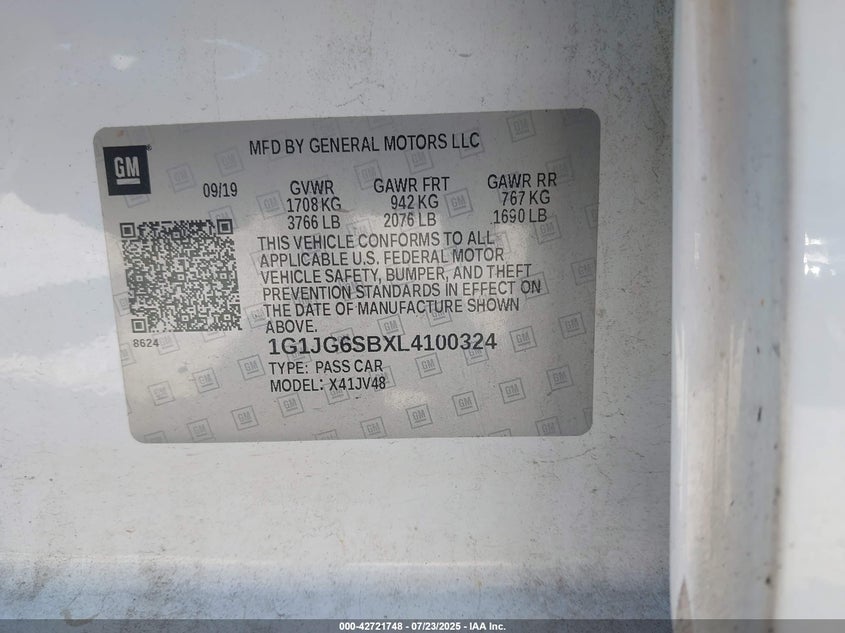 MFD BY GENERAL MOTORS LLC
GM
09/19
GVWR GAWR FRT GAWR RR
1708 KG 942 KG 767 KG
3766 LB 2076 LB 1690 LB
THIS VEHICLE CONFORMS TO ALL
APPLICABLE U.S. FEDERAL MOTOR
VEHICLE SAFETY, BUMPER, AND THEFT
PREVENTION STANDARDS IN EFFECT ON
THE DATE OF MANUFACTURE SHOWN
ABOVE.
8624
1G1JG6SBXL4100324
TYPE: PASS CAR
MODEL: X41JV48
000-42721748 - 07/23/2025 - IAA Inc.